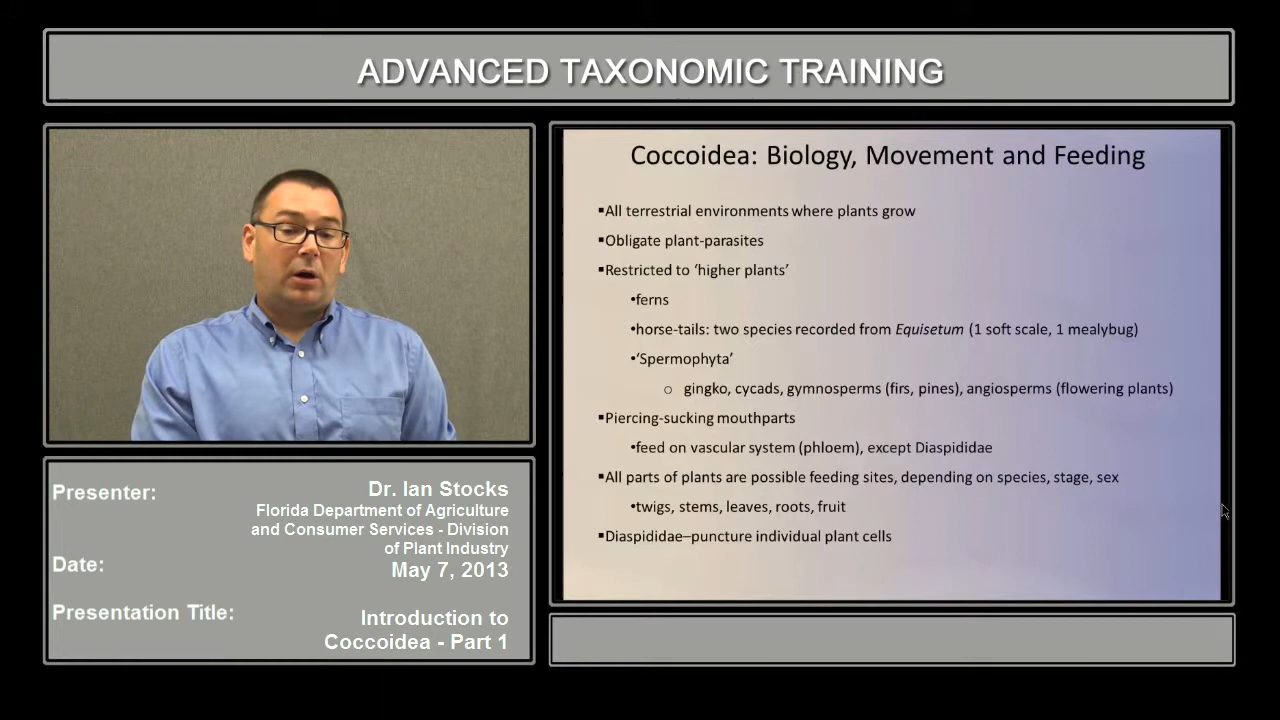 ADVANCED TAXONOMIC TRAINING
Coccoidea: Biology, Movement and Feeding
▪All terrestrial environments where plants grow
▪Obligate plant-parasites
▪Restricted to ‘higher plants’
•ferns
•horse-tails: two species recorded from Equisetum (1 soft scale, 1 mealybug)
•‘Spermophyta’
o gingko, cycads, gymnosperms (firs, pines), angiosperms (flowering plants)
▪Piercing-sucking mouthparts
•feed on vascular system (phloem), except Diaspididae
▪All parts of plants are possible feeding sites, depending on species, stage, sex
•twigs, stems, leaves, roots, fruit
▪Diaspididae–puncture individual plant cells
Presenter: Dr. Ian Stocks
Florida Department of Agriculture
and Consumer Services - Division
of Plant Industry
Date: May 7, 2013
Presentation Title: Introduction to
Coccoidea - Part 1